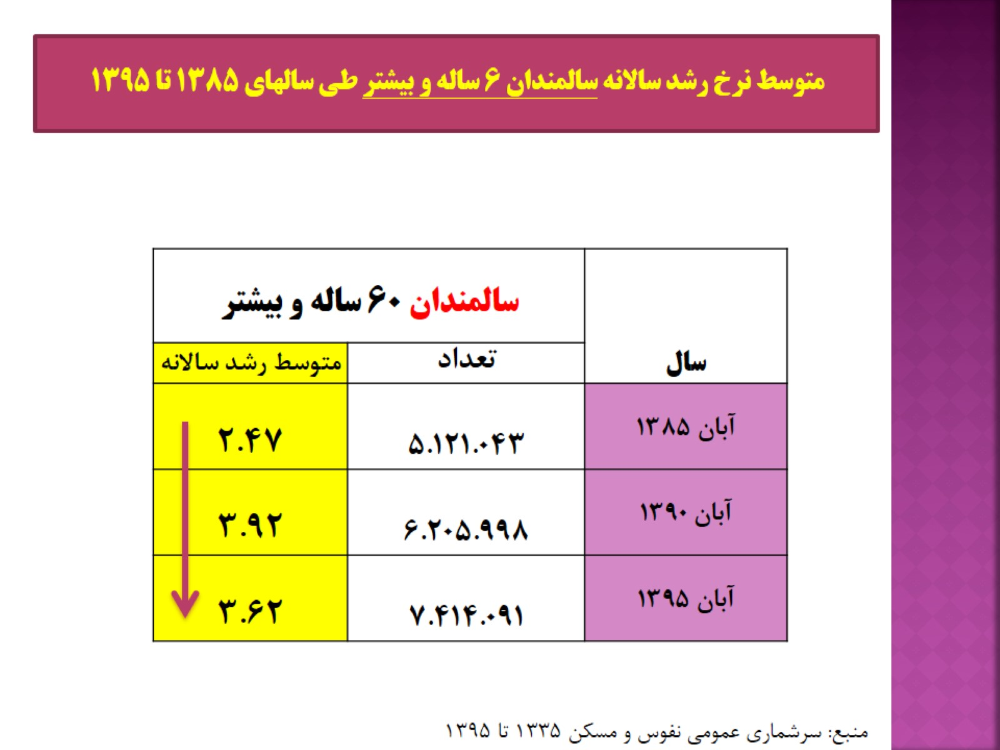 متوسط نرخ رشد سالانه سالمندان ۶ ساله و بیشتر طی سالهای ۱۳۸۵ تا ۱۳۹۵
سالمندان ۶۰ ساله و بیشتر
سال
تعداد
متوسط رشد سالانه
آبان ۱۳۸۵
۵.۱۲۱.۰۴۳
۲.۴۷
آبان ۱۳۹۰
۶.۲۰۵.۹۹۸
۳.۹۲
آبان ۱۳۹۵
۷.۴۱۴.۰۹۱
۳.۶۲
منبع: سرشماری عمومی نفوس و مسکن ۱۳۳۵ تا ۱۳۹۵